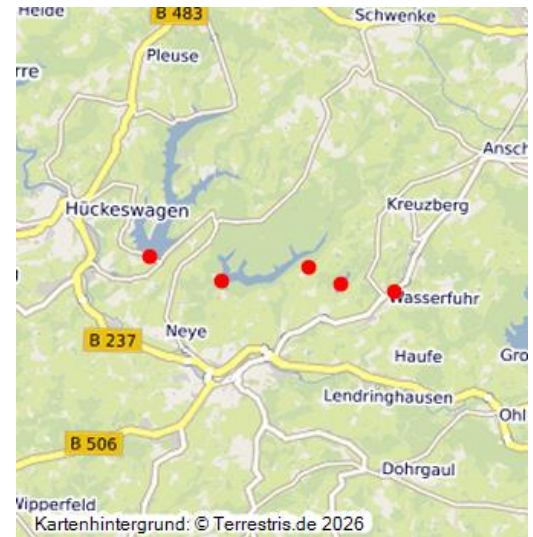 Heide
B 483
Schwenke
Pleuse
rre
Ansch
Kreuzberg
Hückeswagen
Wasserfuhr
Neye
B 237
Haufe
Gro
Lendringhausen
Ohl
B 506
Dohrgaul
Wipperfeld
Kartenhintergrund: © Terrestris.de 2026